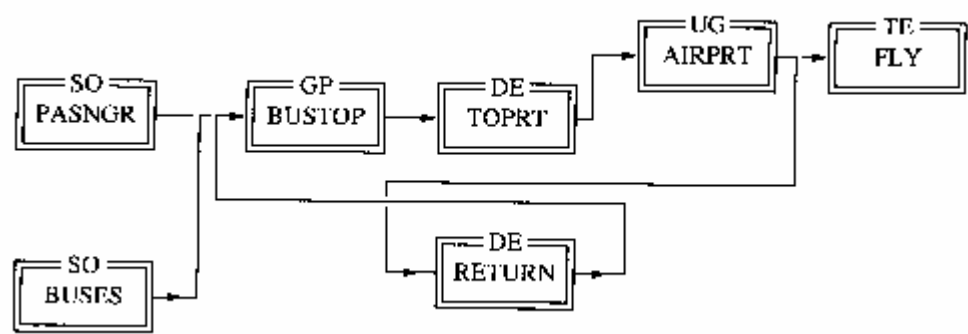 SO
PASNGR
GP
BUSTOP
DE
TOPRT
UG
AIRPRT
TE
FLY
SO
BUSES
DE
RETURN